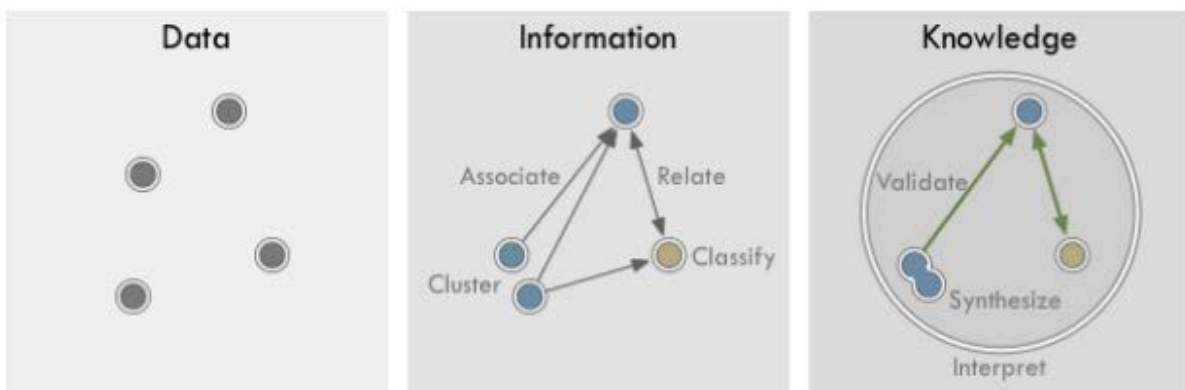 Data
Information
Associate
Relate
Classify
Cluster
Knowledge
Validate
Synthesize
Interpret